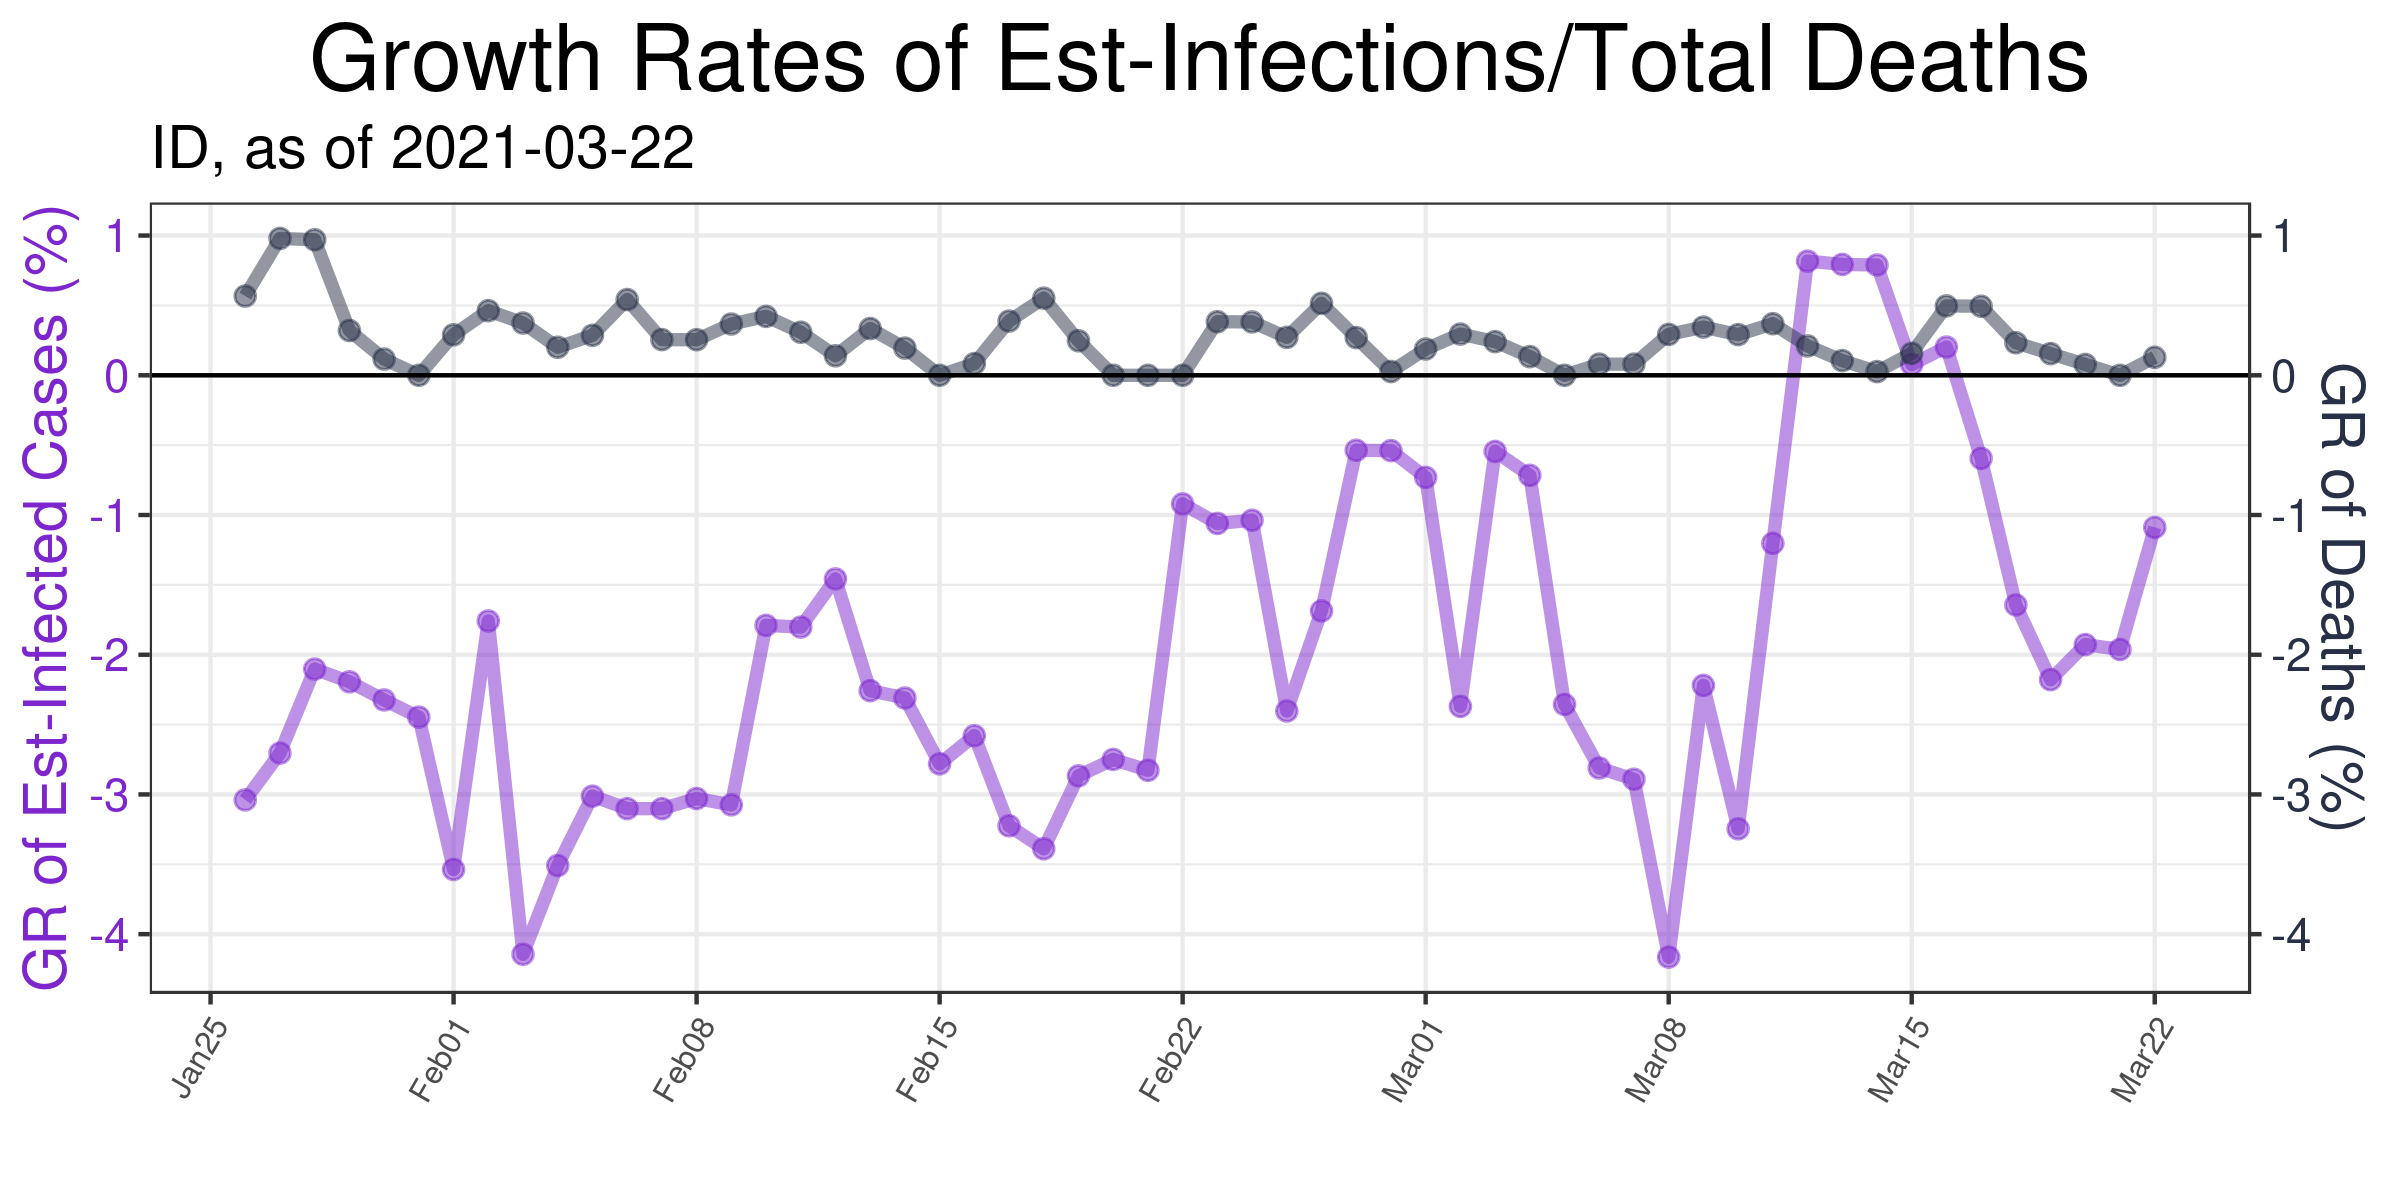 Growth Rates of Est-Infections/Total Deaths
ID, as of 2021-03-22
GR of Est-Infected Cases (%)
1
0
-1
-2
-3
-4
1
0
-1
-2
-3
-4
GR of Deaths (%)
Jan25
Feb01
Feb08
Feb15
Feb22
Mar01
Mar08
Mar15
Mar22